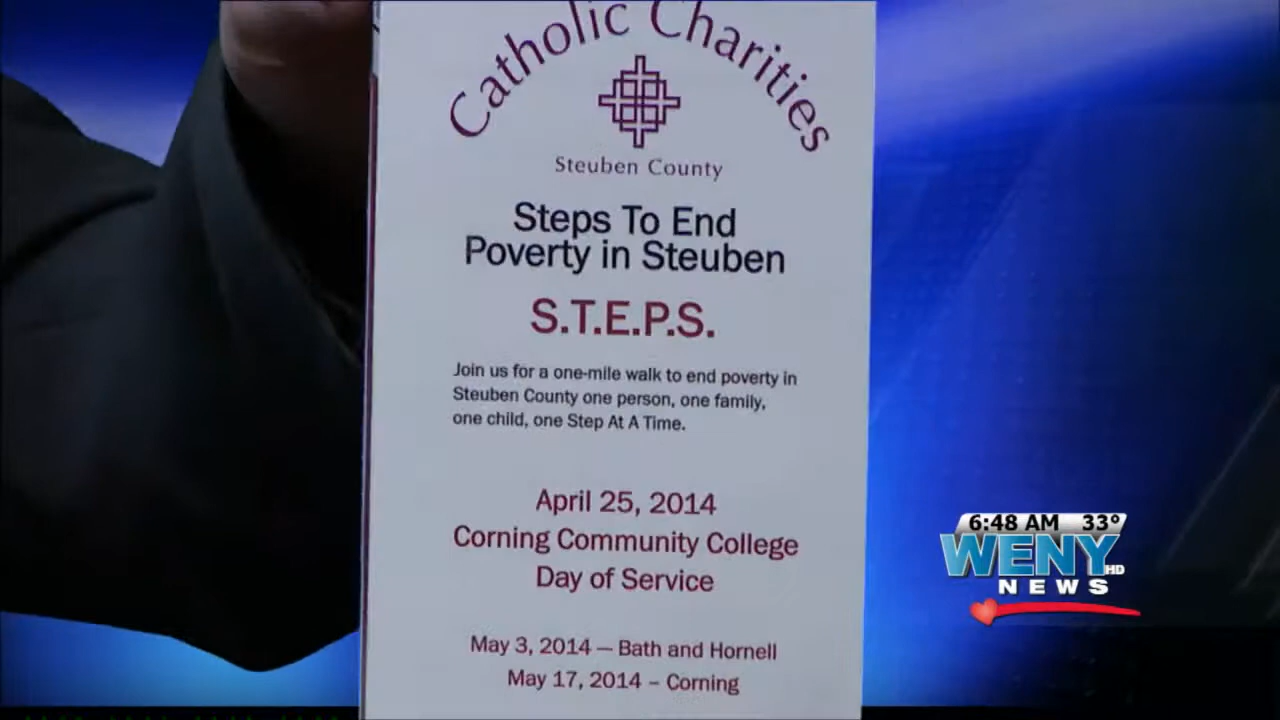 Catholic Charities
Steuben County
Steps To End
Poverty in Steuben
S.T.E.P.S.
Join us for a one-mile walk to end poverty in
Steuben County one person, one family,
one child, one Step At A Time.
April 25, 2014
Corning Community College
Day of Service
May 3, 2014 — Bath and Hornell
May 17, 2014 – Corning
6:48 AM 33°
WENY HD
NEWS